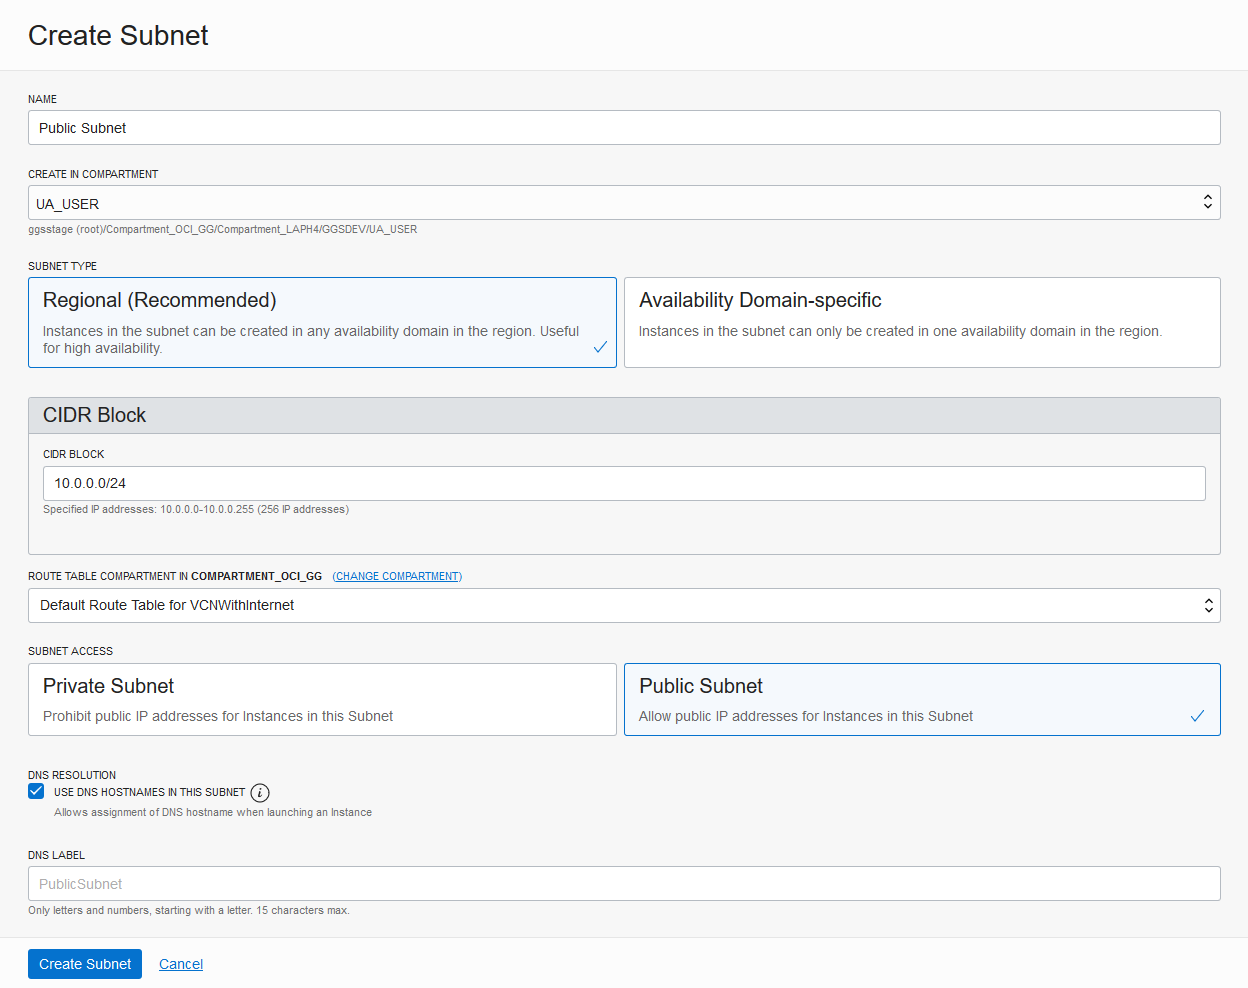 Create Subnet
NAME
Public Subnet
CREATE IN COMPARTMENT
UA_USER
ggsstage (root)/Compartment_OCI_GG/Compartment_LAPH4/GGSDEV/UA_USER
SUBNET TYPE
Regional (Recommended)
Instances in the subnet can be created in any availability domain in the region. Useful
for high availability.
Availability Domain-specific
Instances in the subnet can only be created in one availability domain in the region.
CIDR Block
CIDR BLOCK
10.0.0.0/24
Specified IP addresses: 10.0.0.0-10.0.0.255 (256 IP addresses)
ROUTE TABLE COMPARTMENT IN COMPARTMENT_OCI_GG (CHANGE COMPARTMENT)
Default Route Table for VCNWithInternet
SUBNET ACCESS
Private Subnet
Prohibit public IP addresses for Instances in this Subnet
Public Subnet
Allow public IP addresses for Instances in this Subnet
DNS RESOLUTION
USE DNS HOSTNAMES IN THIS SUBNET i
Allows assignment of DNS hostname when launching an Instance
DNS LABEL
PublicSubnet
Only letters and numbers, starting with a letter. 15 characters max.
Create Subnet Cancel